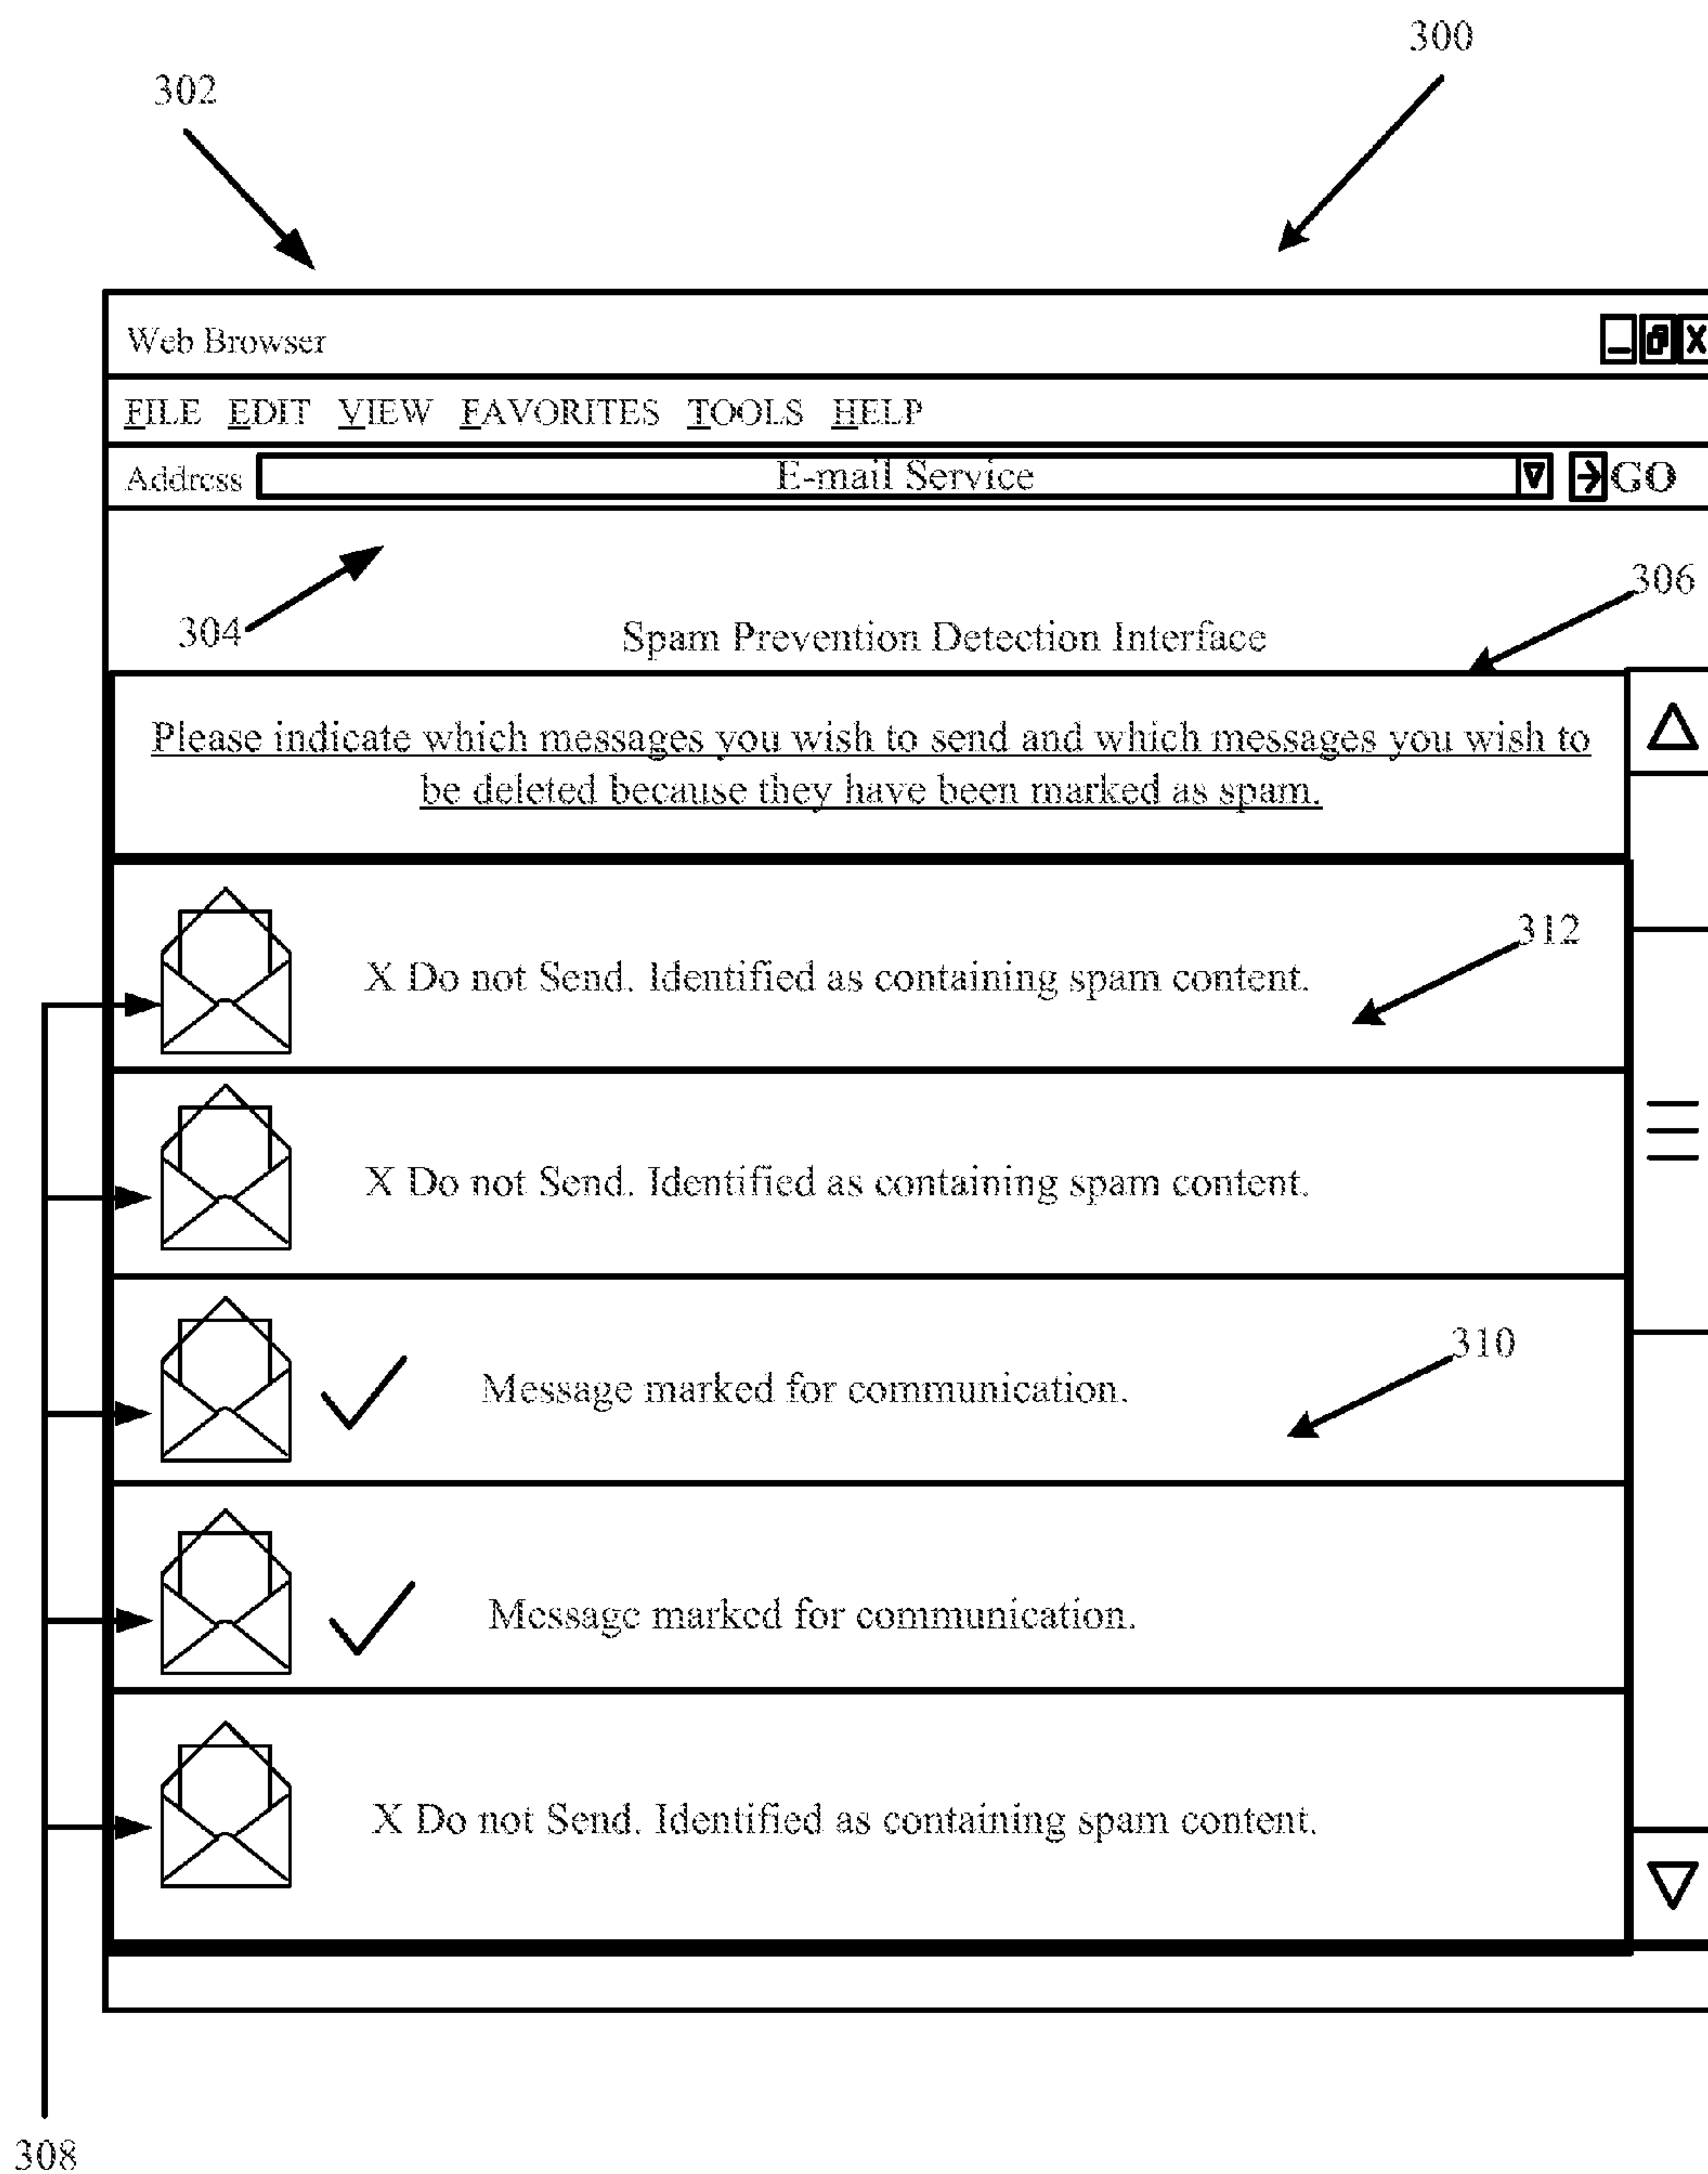 300
302
Web Browser
X
FILE EDIT VIEW FAVORITES TOOLS HELP
Address E-mail Service GO
306
304
Spam Prevention Detection Interface
Please indicate which messages you wish to send and which messages you wish to
be deleted because they have been marked as spam.
312
X Do not Send. Identified as containing spam content.
X Do not Send. Identified as containing spam content.
310
Message marked for communication.
Message marked for communication.
X Do not Send. Identified as containing spam content.
308